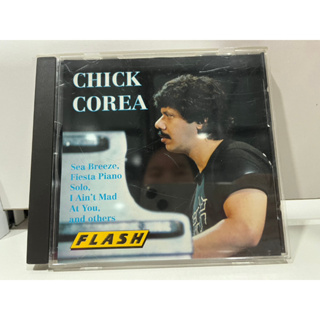 CHICK
COREA
Sea Breeze,
Fiesta Piano
Solo,
I Ain't Mad
At You,
and others
FLASH